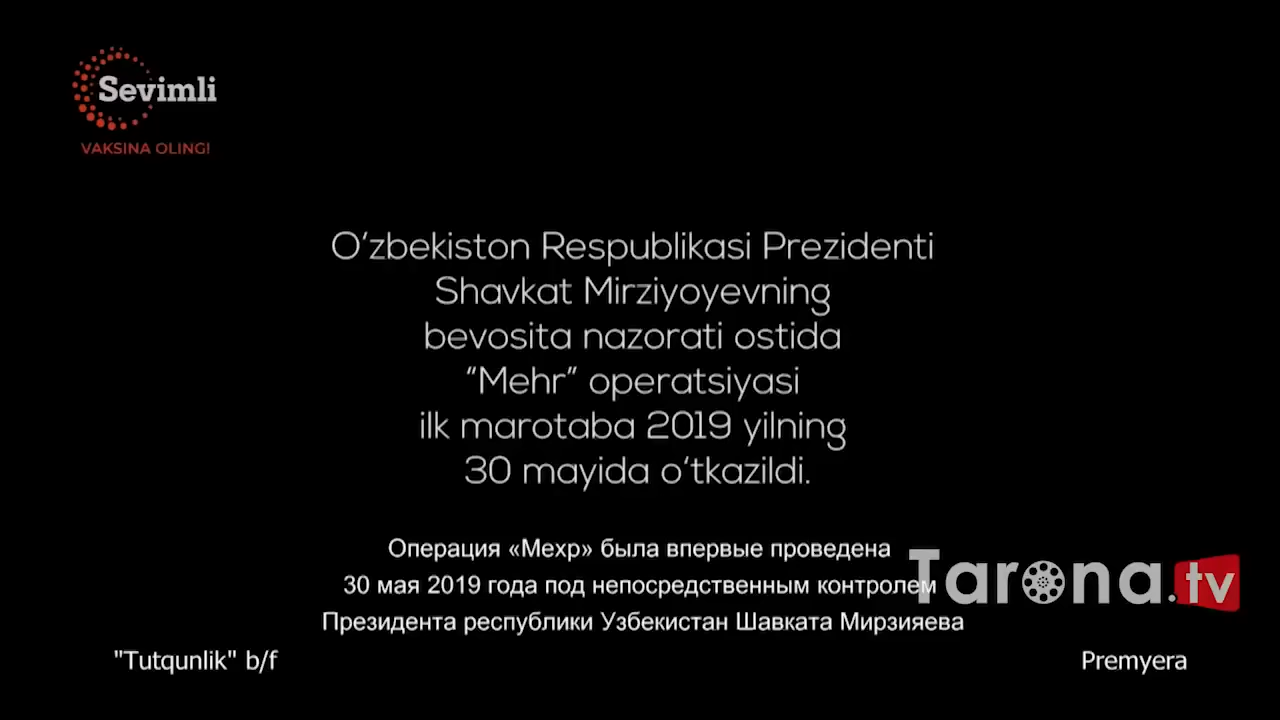 Sevimli
VAKSINA OLING!
O‘zbekiston Respublikasi Prezidenti
Shavkat Mirziyoyevning
bevosita nazorati ostida
“Mehr” operatsiyasi
ilk marotaba 2019 yilning
30 mayida o‘tkazildi.
Операция «Мехр» была впервые проведена
30 мая 2019 года под непосредственным контролем
Президента республики Узбекистан Шавката Мирзияева
Tarona.tv
"Tutqunlik" b/f
Premyera